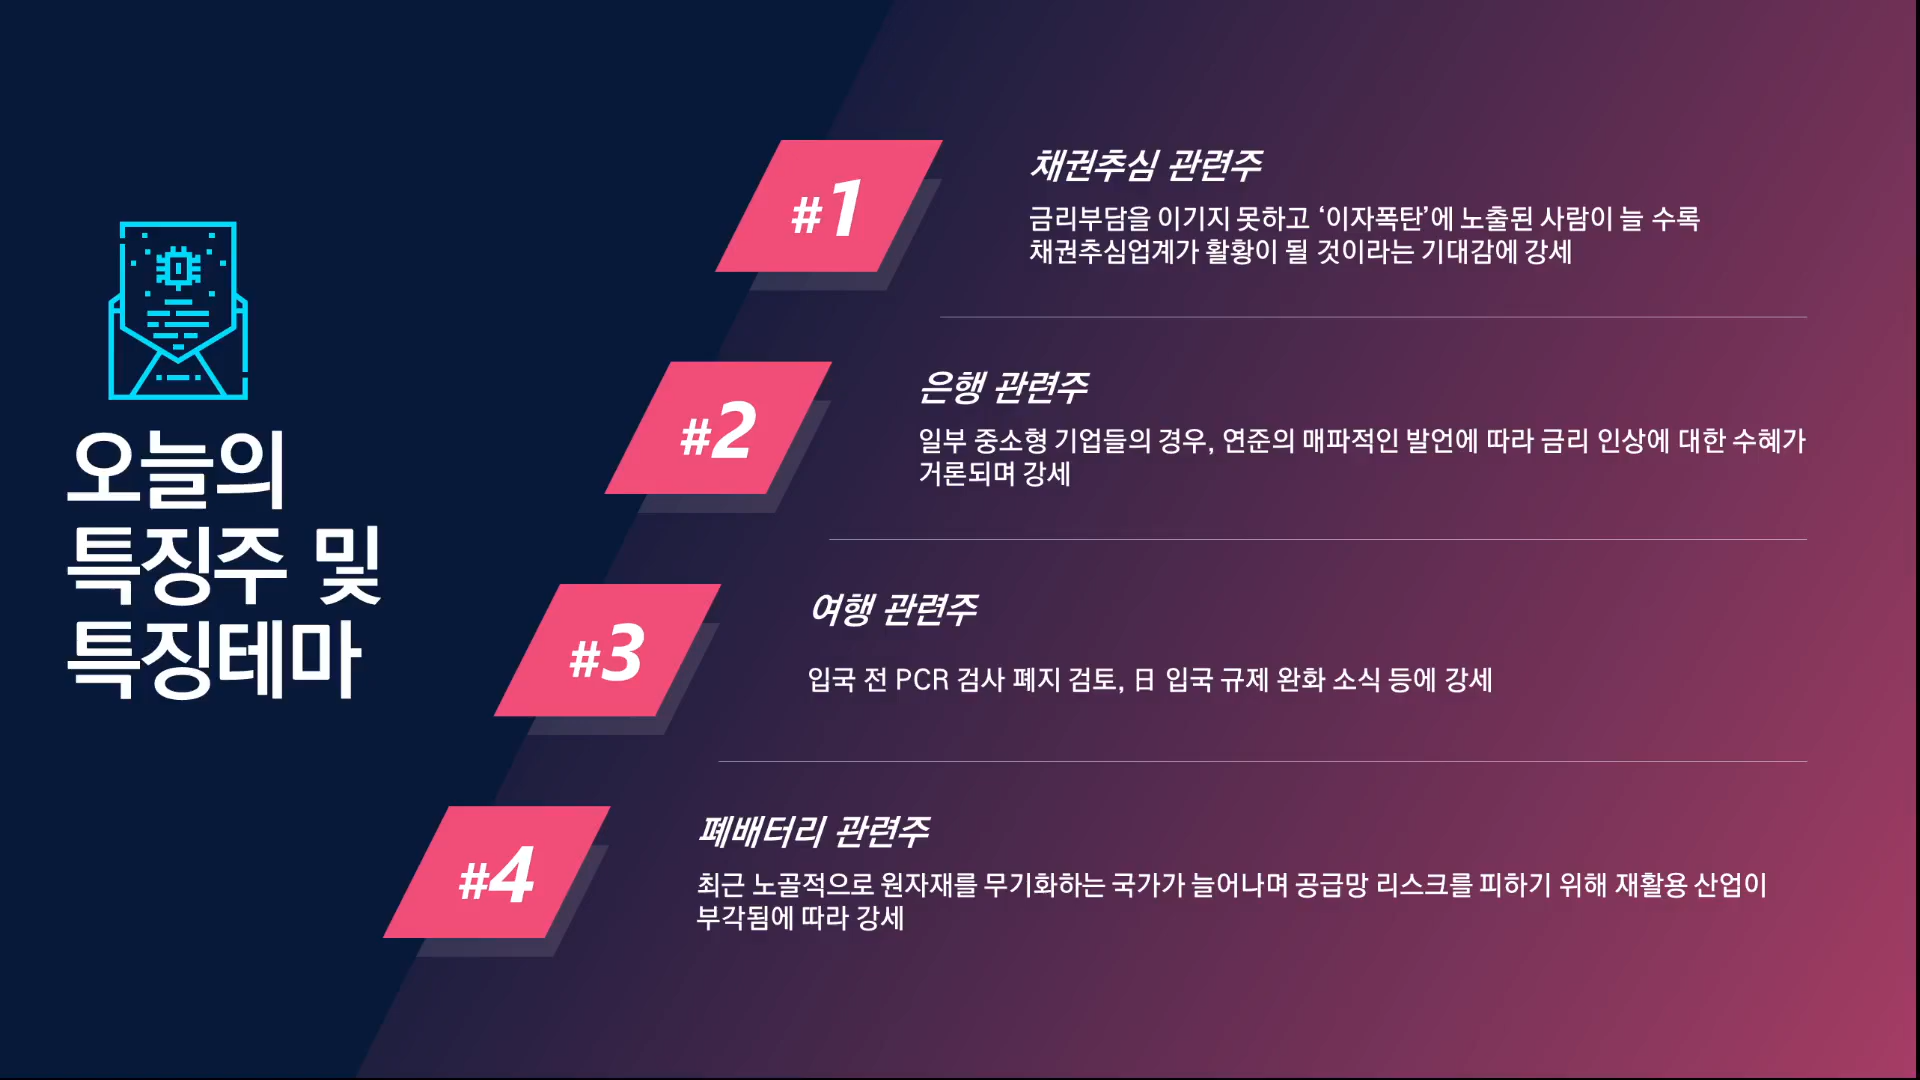 오늘의
특징주 및
특징테마
#1
채권추심 관련주
금리부담을 이기지 못하고 ‘이자폭탄’에 노출된 사람이 늘 수록
채권추심업계가 활황이 될 것이라는 기대감에 강세
#2
은행 관련주
일부 중소형 기업들의 경우, 연준의 매파적인 발언에 따라 금리 인상에 대한 수혜가
거론되며 강세
#3
여행 관련주
입국 전 PCR 검사 폐지 검토, 日 입국 규제 완화 소식 등에 강세
#4
폐배터리 관련주
최근 노골적으로 원자재를 무기화하는 국가가 늘어나며 공급망 리스크를 피하기 위해 재활용 산업이
부각됨에 따라 강세